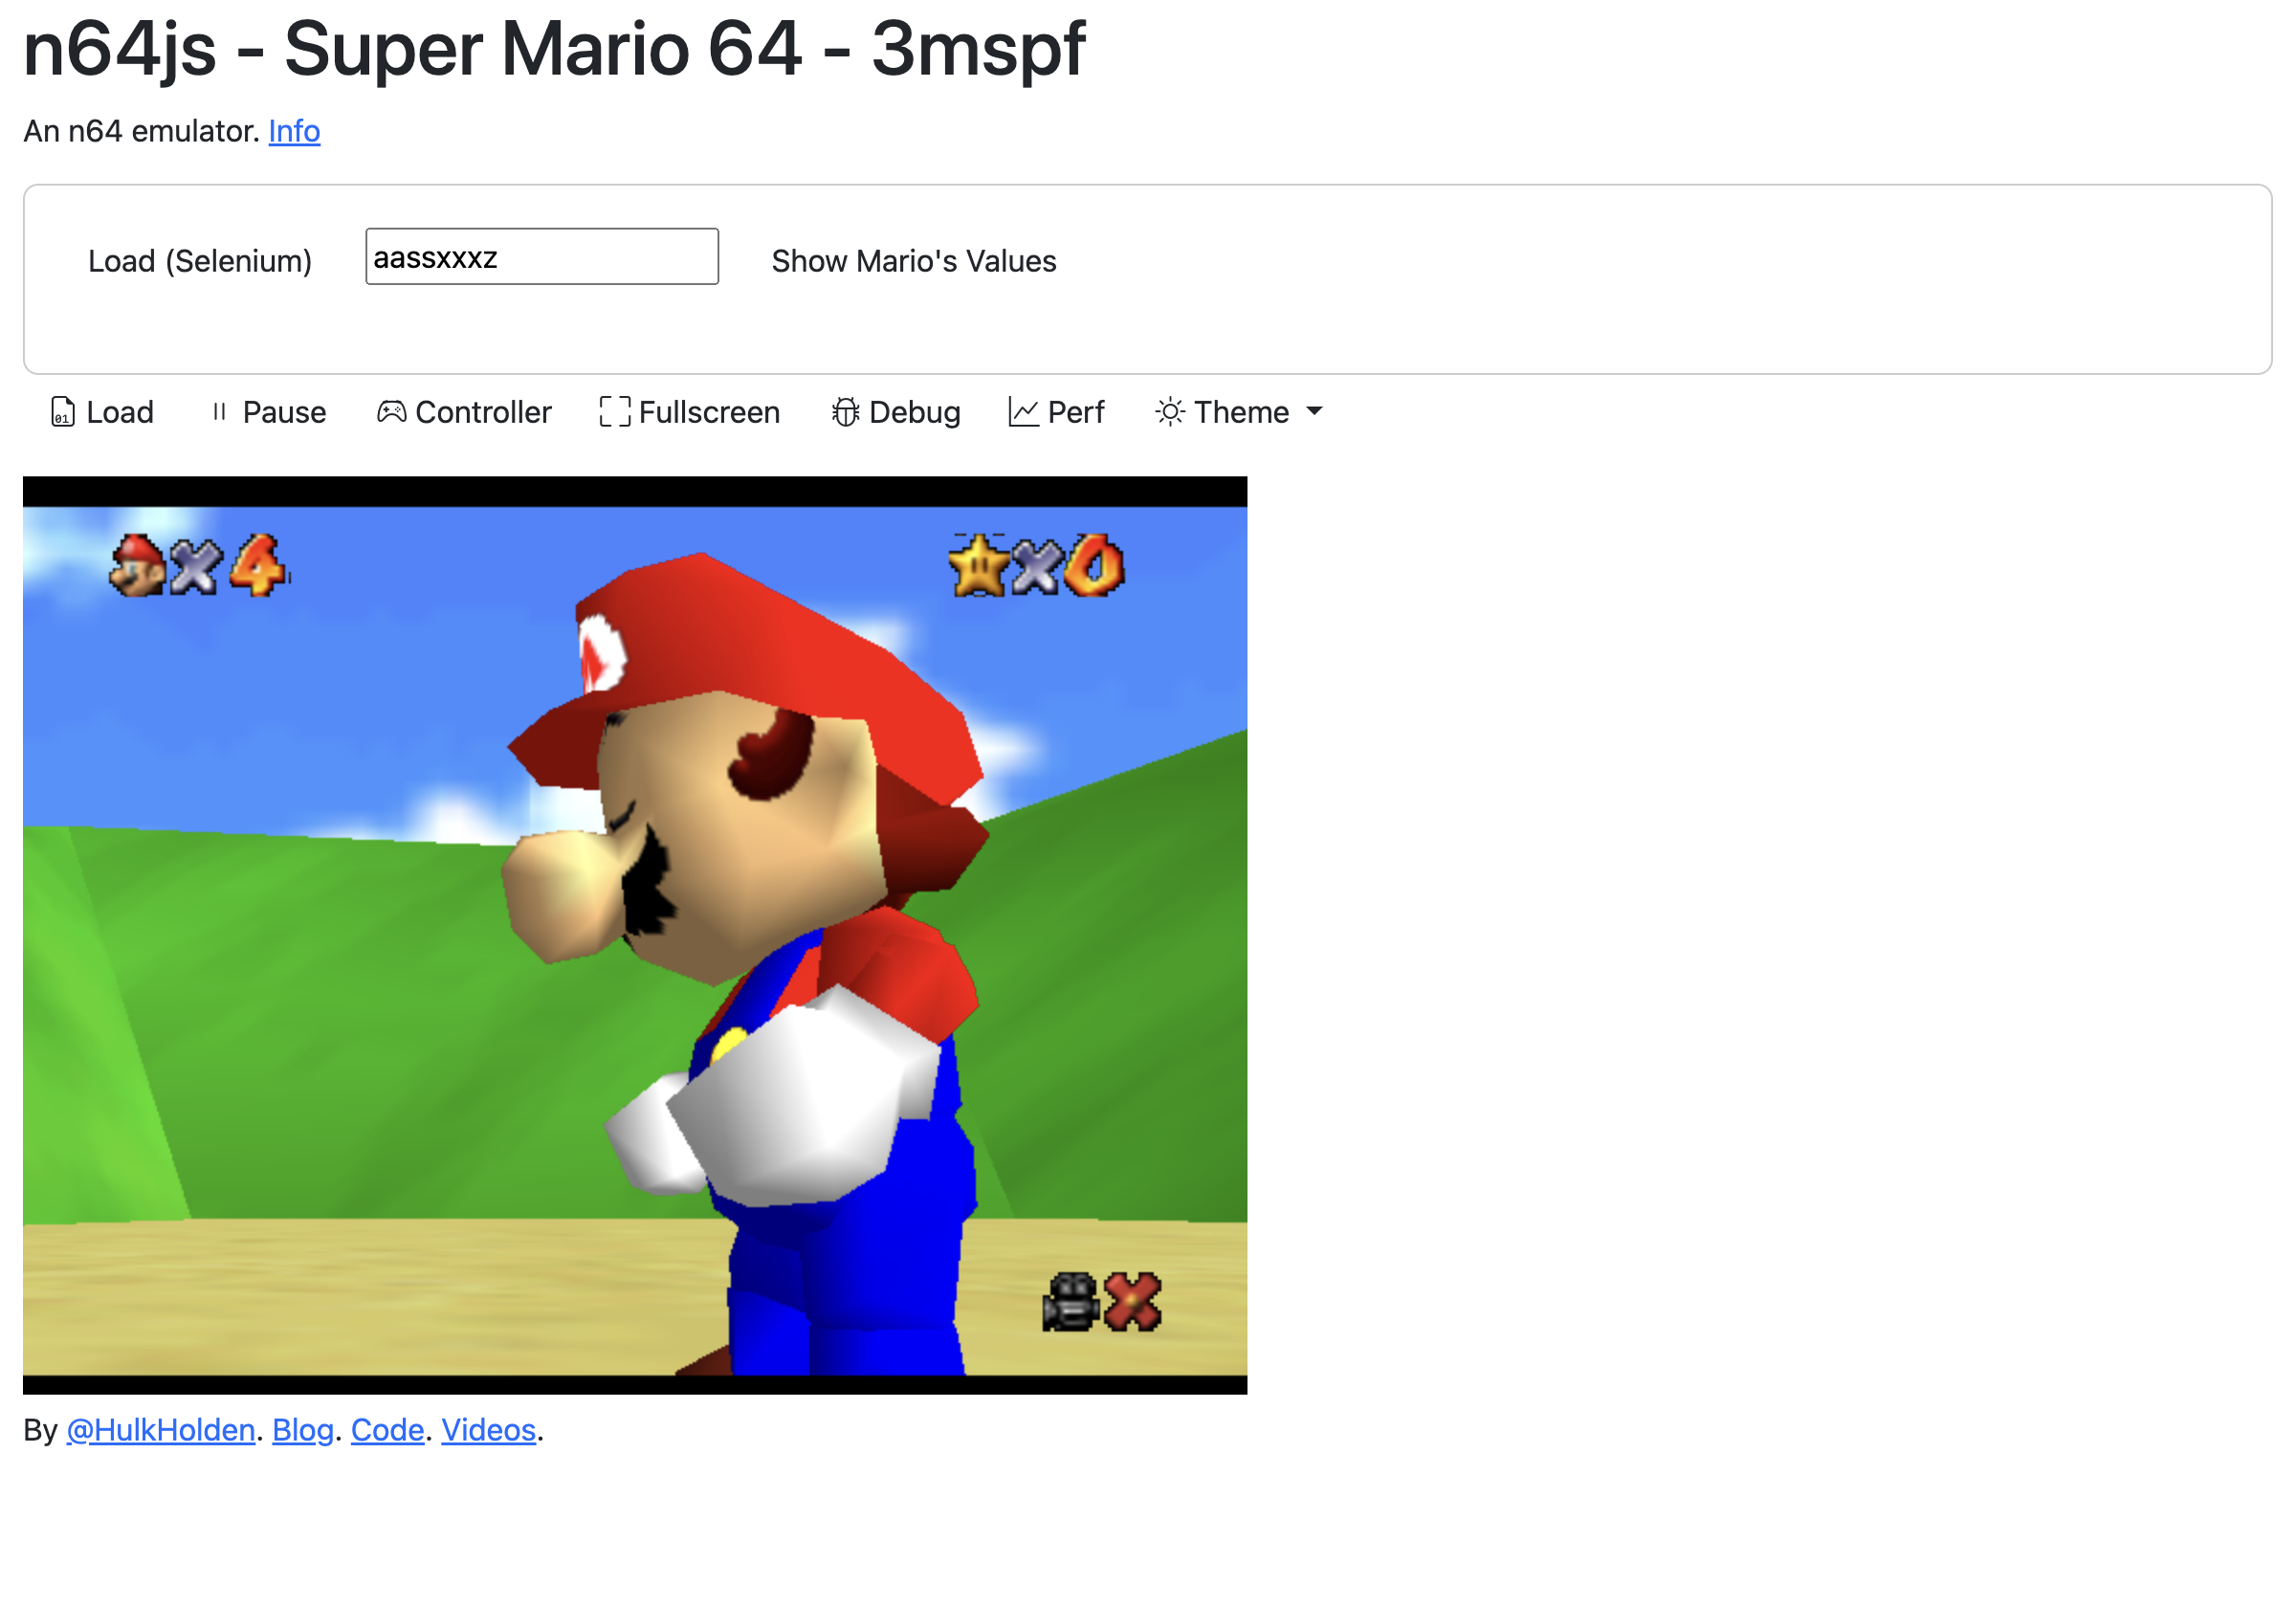 n64js - Super Mario 64 - 3mspf
An n64 emulator. Info
Load (Selenium) aassxxxz Show Mario's Values
01 Load Pause Controller Fullscreen Debug Perf Theme
×4 ×0
By @HulkHolden. Blog. Code. Videos.